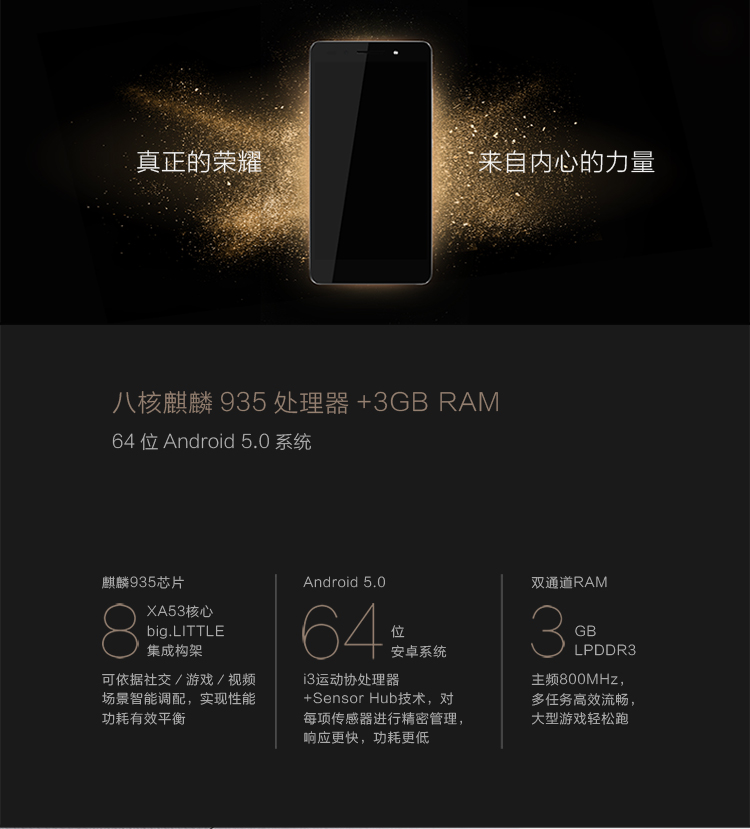 真正的荣耀
来自内心的力量
八核麒麟 935 处理器 +3GB RAM
64 位 Android 5.0 系统
麒麟935芯片
8
XA53核心
big.LITTLE
集成构架
可依据社交 / 游戏 / 视频
场景智能调配，实现性能
功耗有效平衡
Android 5.0
64
位
安卓系统
i3运动协处理器
+Sensor Hub技术，对
每项传感器进行精密管理，
响应更快，功耗更低
双通道RAM
3
GB
LPDDR3
主频800MHz，
多任务高效流畅，
大型游戏轻松跑